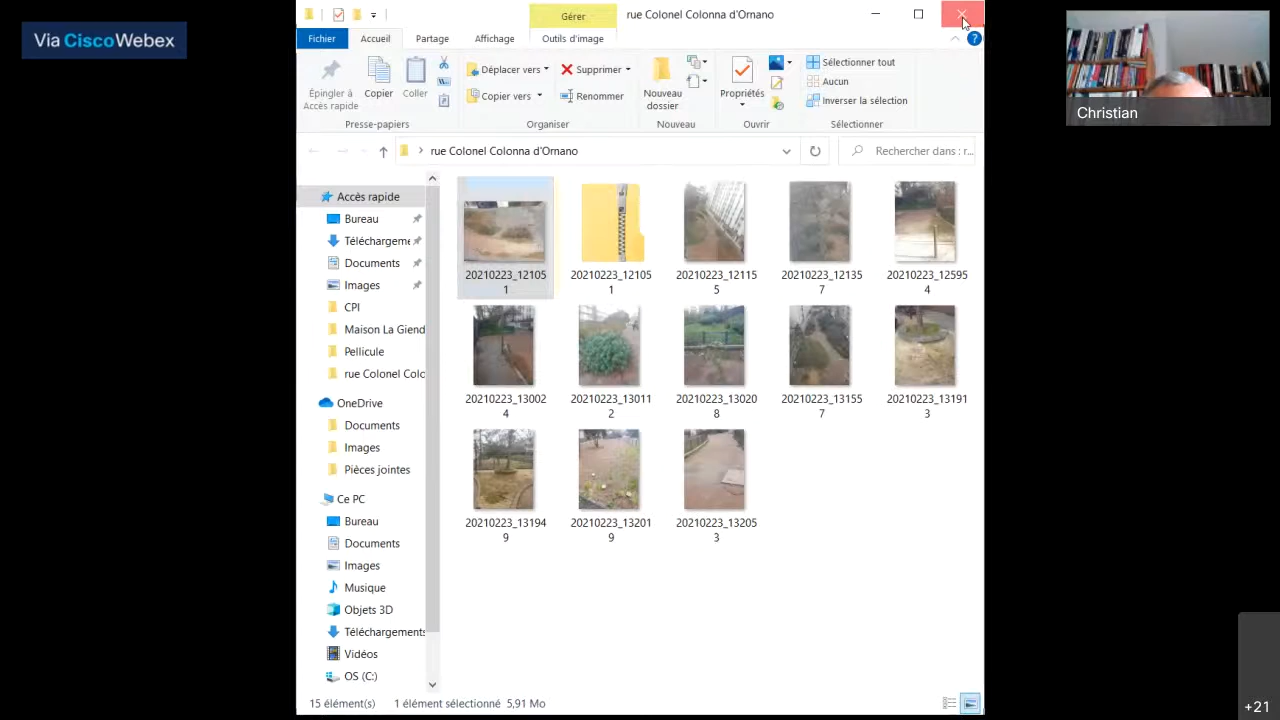 Via CiscoWebex
Gérer
rue Colonel Colonna d'Ornano
Fichier
Accueil
Partage
Affichage
Outils d'image
Épingler à
Accès rapide
Copier
Coller
Déplacer vers
Copier vers
Supprimer
Renommer
Nouveau
dossier
Propriétés
Sélectionner tout
Aucun
Inverser la sélection
Presse-papiers
Organiser
Nouveau
Ouvrir
Sélectionner
rue Colonel Colonna d'Ornano
Rechercher dans : r...
Accès rapide
Bureau
Téléchargeme
Documents
Images
CPI
Maison La Giend
Pellicule
rue Colonel Colo
OneDrive
Documents
Images
Pièces jointes
Ce PC
Bureau
Documents
Images
Musique
Objets 3D
Téléchargements
Vidéos
OS (C:)
20210223_12105
1
20210223_12105
1
20210223_12115
5
20210223_12135
7
20210223_12595
4
20210223_13002
4
20210223_13011
2
20210223_13020
8
20210223_13155
7
20210223_13191
3
20210223_13194
9
20210223_13201
9
20210223_13205
3
15 élément(s)
1 élément sélectionné 5,91 Mo
Christian
+21